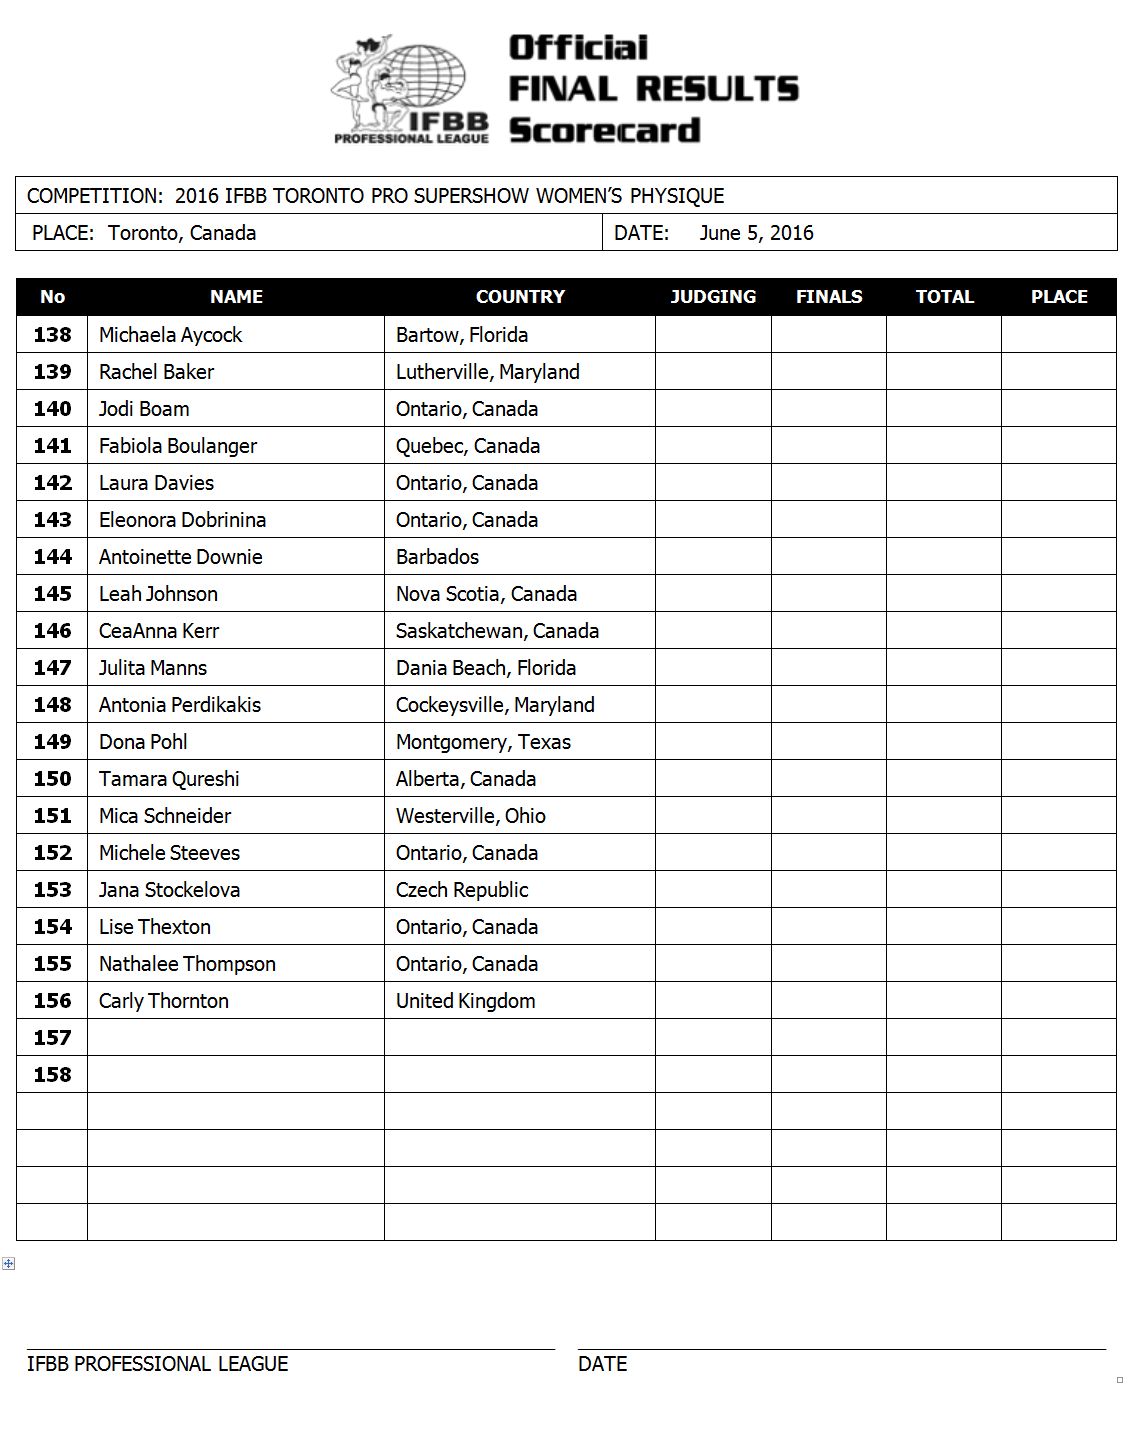 Official
FINAL RESULTS
Scorecard
IFBB
PROFESSIONAL LEAGUE
COMPETITION: 2016 IFBB TORONTO PRO SUPERSHOW WOMEN'S PHYSIQUE
PLACE: Toronto, Canada DATE: June 5, 2016
No NAME COUNTRY JUDGING FINALS TOTAL PLACE
138 Michaela Aycock Bartow, Florida
139 Rachel Baker Lutherville, Maryland
140 Jodi Boam Ontario, Canada
141 Fabiola Boulanger Quebec, Canada
142 Laura Davies Ontario, Canada
143 Eleonora Dobrinina Ontario, Canada
144 Antoinette Downie Barbados
145 Leah Johnson Nova Scotia, Canada
146 CeaAnna Kerr Saskatchewan, Canada
147 Julita Manns Dania Beach, Florida
148 Antonia Perdikakis Cockeysville, Maryland
149 Dona Pohl Montgomery, Texas
150 Tamara Qureshi Alberta, Canada
151 Mica Schneider Westerville, Ohio
152 Michele Steeves Ontario, Canada
153 Jana Stockelova Czech Republic
154 Lise Thexton Ontario, Canada
155 Nathalee Thompson Ontario, Canada
156 Carly Thornton United Kingdom
157
158
IFBB PROFESSIONAL LEAGUE DATE